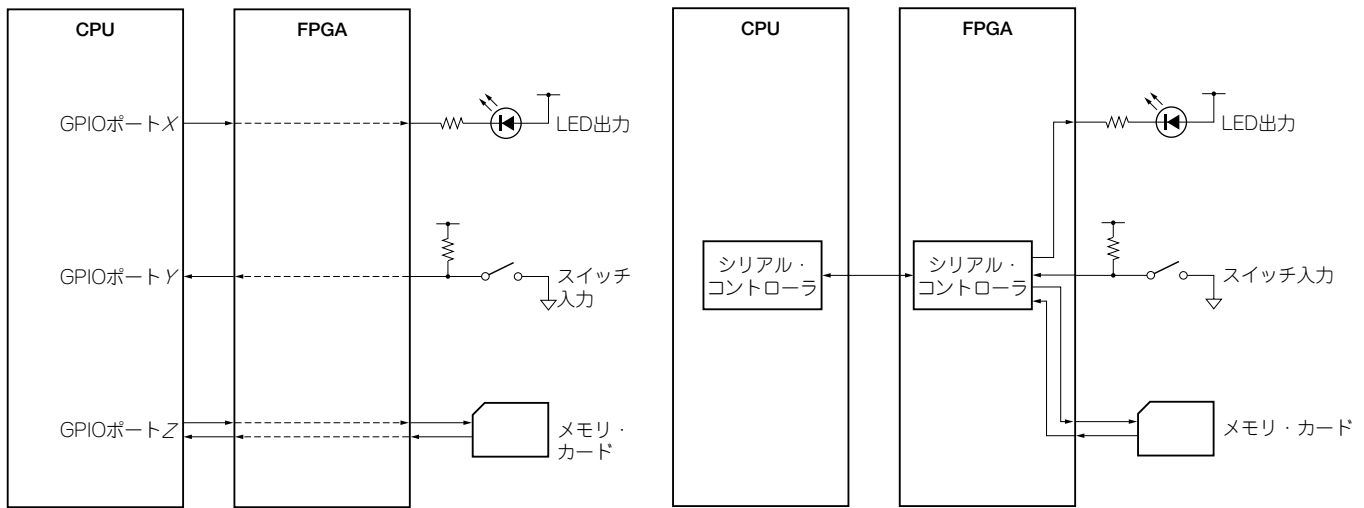 CPU
FPGA
GPIOポートX
LED出力
GPIOポートY
スイッチ
入力
GPIOポートZ
メモリ・
カード
CPU
FPGA
LED出力
シリアル・
コントローラ
シリアル・
コントローラ
スイッチ入力
メモリ・カード